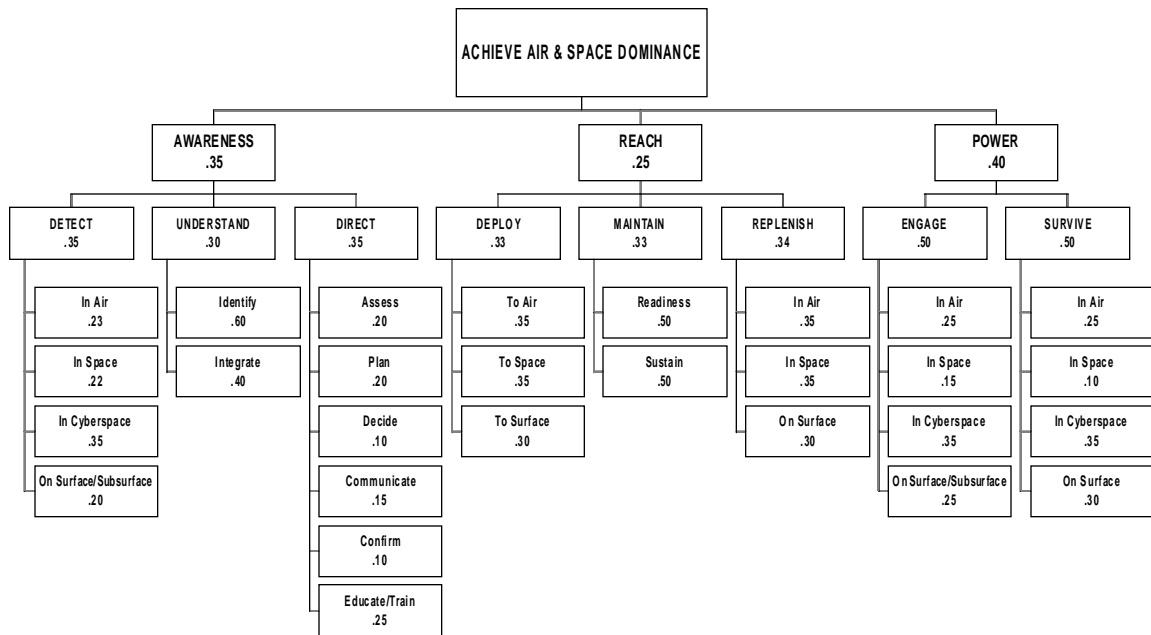 ACHIEVE AIR & SPACE DOMINANCE
AWARENESS
.35
REACH
.25
POWER
.40
DETECT
.35
UNDERSTAND
.30
DIRECT
.35
DEPLOY
.33
MAINTAIN
.33
REPLENISH
.34
ENGAGE
.50
SURVIVE
.50
In Air
.23
In Space
.22
In Cyberspace
.35
On Surface/Subsurface
.20
Identify
.60
Integrate
.40
Assess
.20
Plan
.20
Decide
.10
Communicate
.15
Confirm
.10
Educate/Train
.25
To Air
.35
To Space
.35
To Surface
.30
Readiness
.50
Sustain
.50
In Air
.35
In Space
.35
On Surface
.30
In Air
.25
In Space
.15
In Cyberspace
.35
On Surface/Subsurface
.25
In Air
.25
In Space
.10
In Cyberspace
.35
On Surface
.30